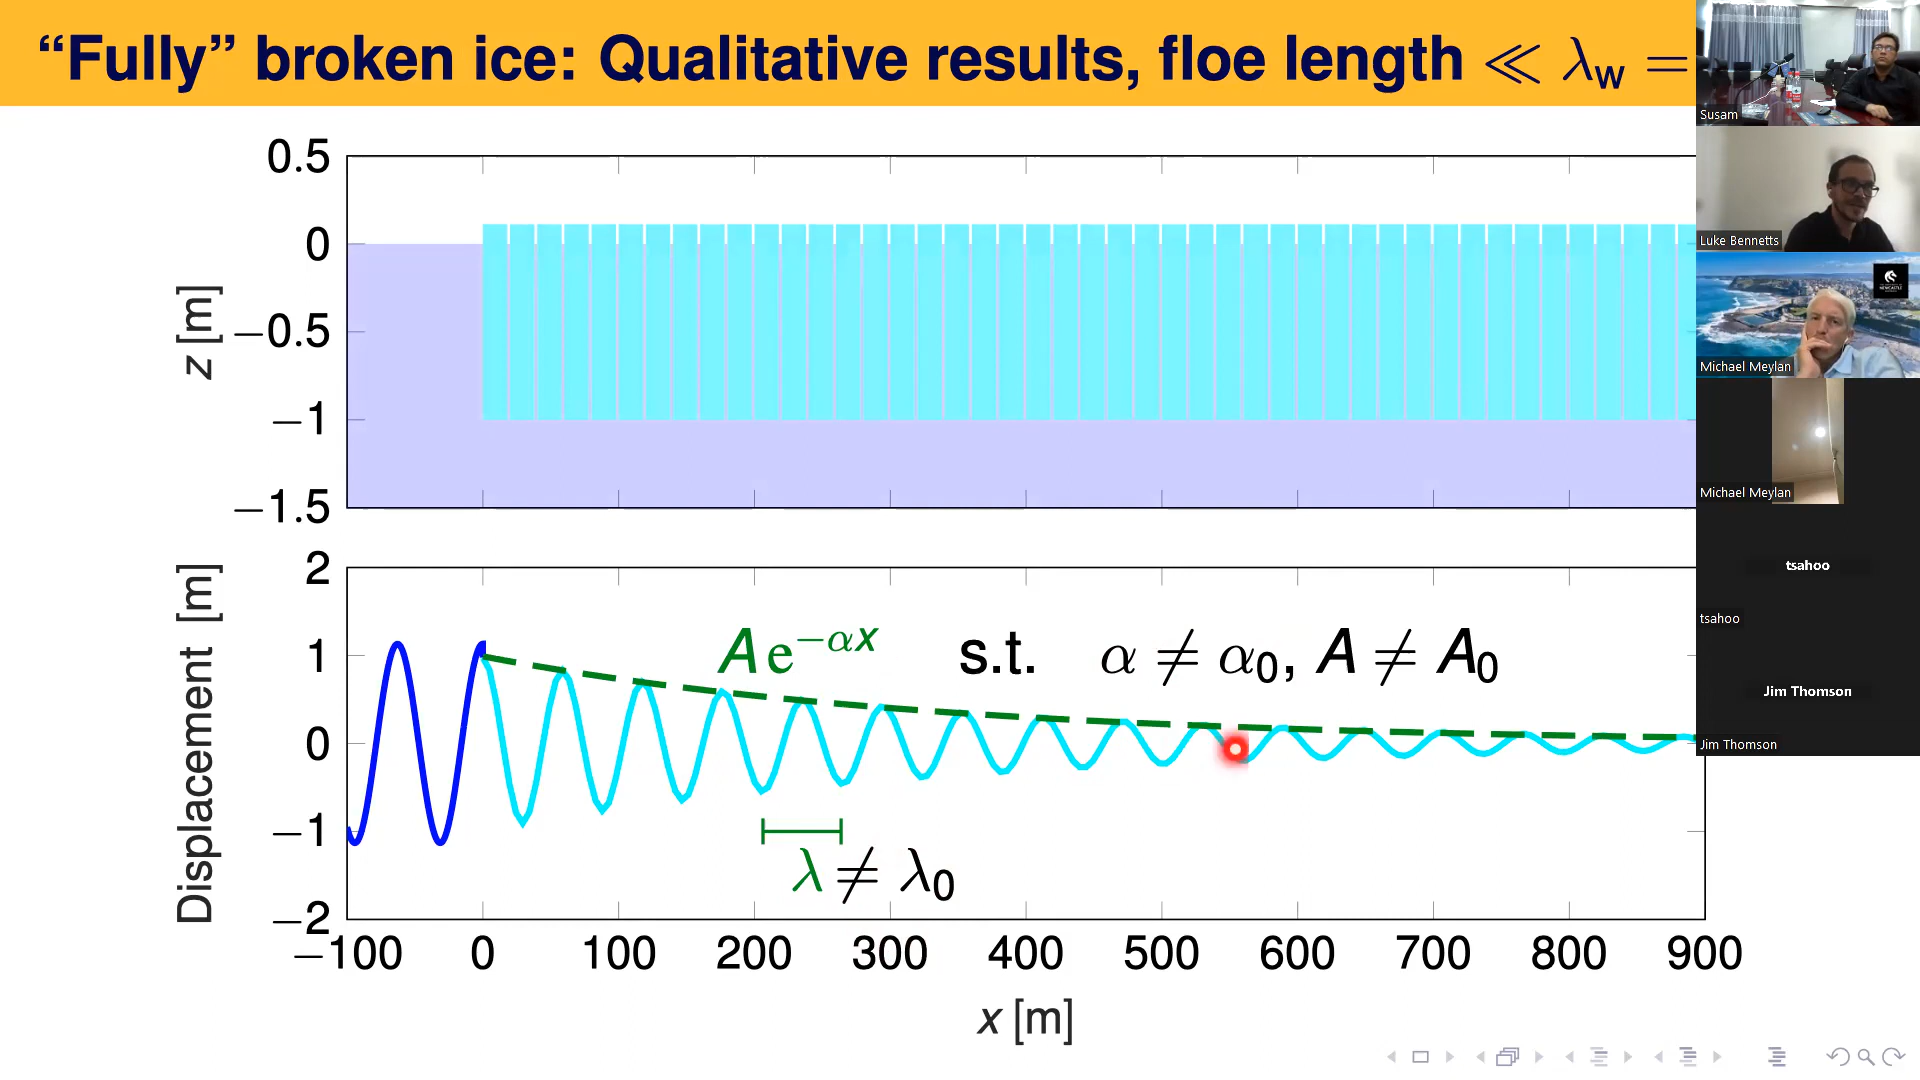 “Fully” broken ice: Qualitative results, floe length ≪ λw =
0.5
0
−0.5
−1
−1.5
z [m]
2
1
0
−1
−2
Displacement [m]
A e−αx s.t. α ≠ α0, A ≠ A0
λ ≠ λ0
−100 0 100 200 300 400 500 600 700 800 900
x [m]
Susam
Luke Bennetts
Michael Meylan
Michael Meylan
tsahoo
tsahoo
Jim Thomson
Jim Thomson